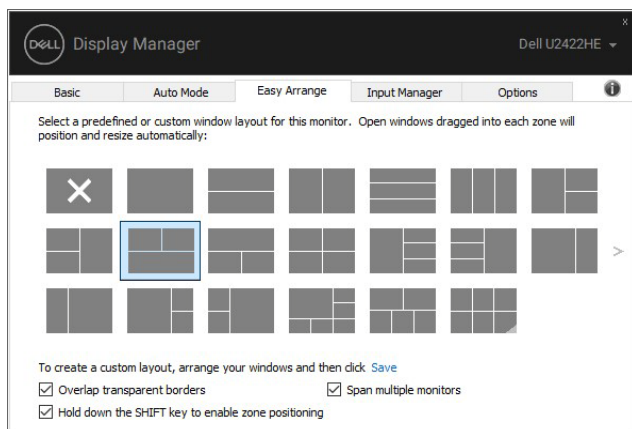 DELL Display Manager
x
Dell U2422HE
Basic Auto Mode Easy Arrange Input Manager Options i
Select a predefined or custom window layout for this monitor. Open windows dragged into each zone will
position and resize automatically:
To create a custom layout, arrange your windows and then click Save
Overlap transparent borders Span multiple monitors
Hold down the SHIFT key to enable zone positioning